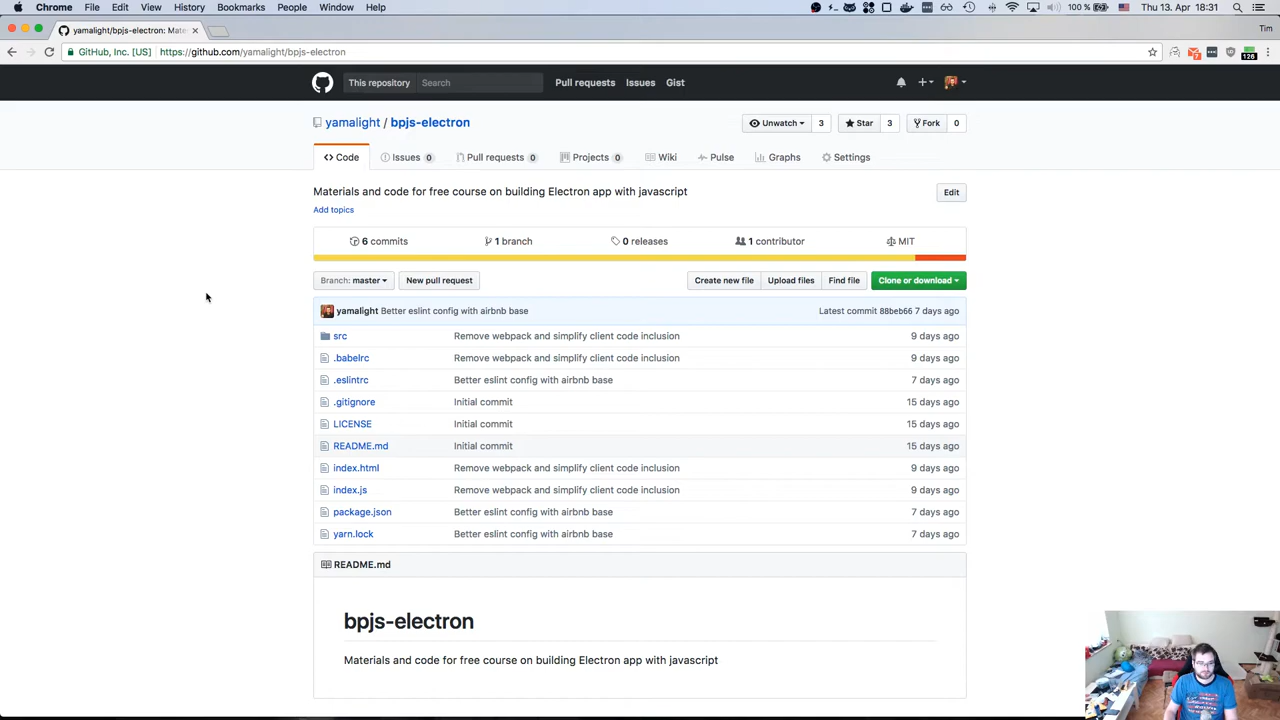 Chrome File Edit View History Bookmarks People Window Help 100 % Thu 13. Apr 18:31
yamalight/bpjs-electron: Mate Tim
GitHub, Inc. [US] https://github.com/yamalight/bpjs-electron 7 126
This repository Search Pull requests Issues Gist
yamalight / bpjs-electron Unwatch 3 Star 3 Fork 0
Code Issues 0 Pull requests 0 Projects 0 Wiki Pulse Graphs Settings
Materials and code for free course on building Electron app with javascript Edit
Add topics
6 commits 1 branch 0 releases 1 contributor MIT
Branch: master New pull request Create new file Upload files Find file Clone or download
yamalight Better eslint config with airbnb base Latest commit 88beb66 7 days ago
src Remove webpack and simplify client code inclusion 9 days ago
.babelrc Remove webpack and simplify client code inclusion 9 days ago
.eslintrc Better eslint config with airbnb base 7 days ago
.gitignore Initial commit 15 days ago
LICENSE Initial commit 15 days ago
README.md Initial commit 15 days ago
index.html Remove webpack and simplify client code inclusion 9 days ago
index.js Remove webpack and simplify client code inclusion 9 days ago
package.json Better eslint config with airbnb base 7 days ago
yarn.lock Better eslint config with airbnb base 7 days ago
README.md
bpjs-electron
Materials and code for free course on building Electron app with javascript